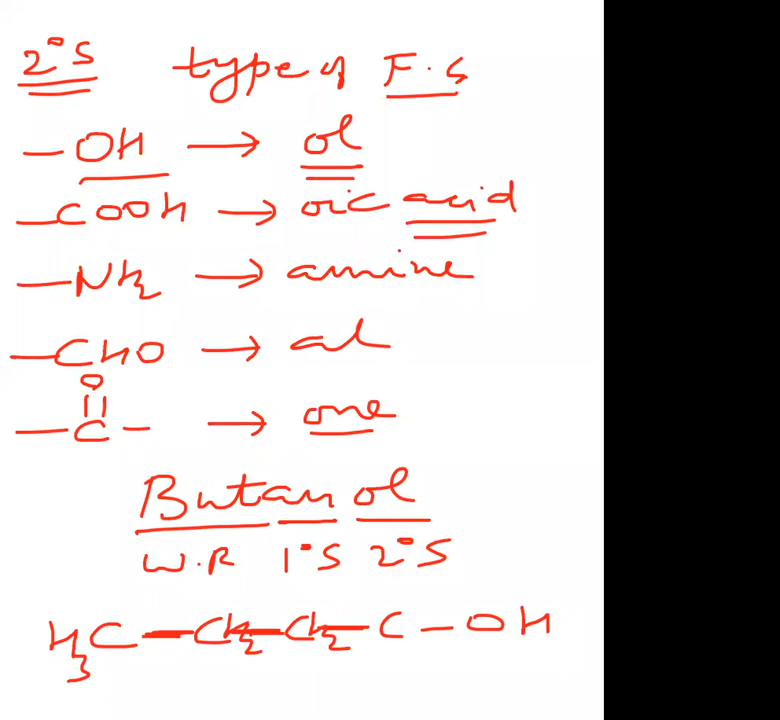 2°S type of F.G
—OH → ol
—COOH → oic acid
—NH₂ → amine
—CHO → al
O
||
—C— → one
Butanol
W.R 1°S 2°S
H₃C—CH₂—CH₂—C—OH